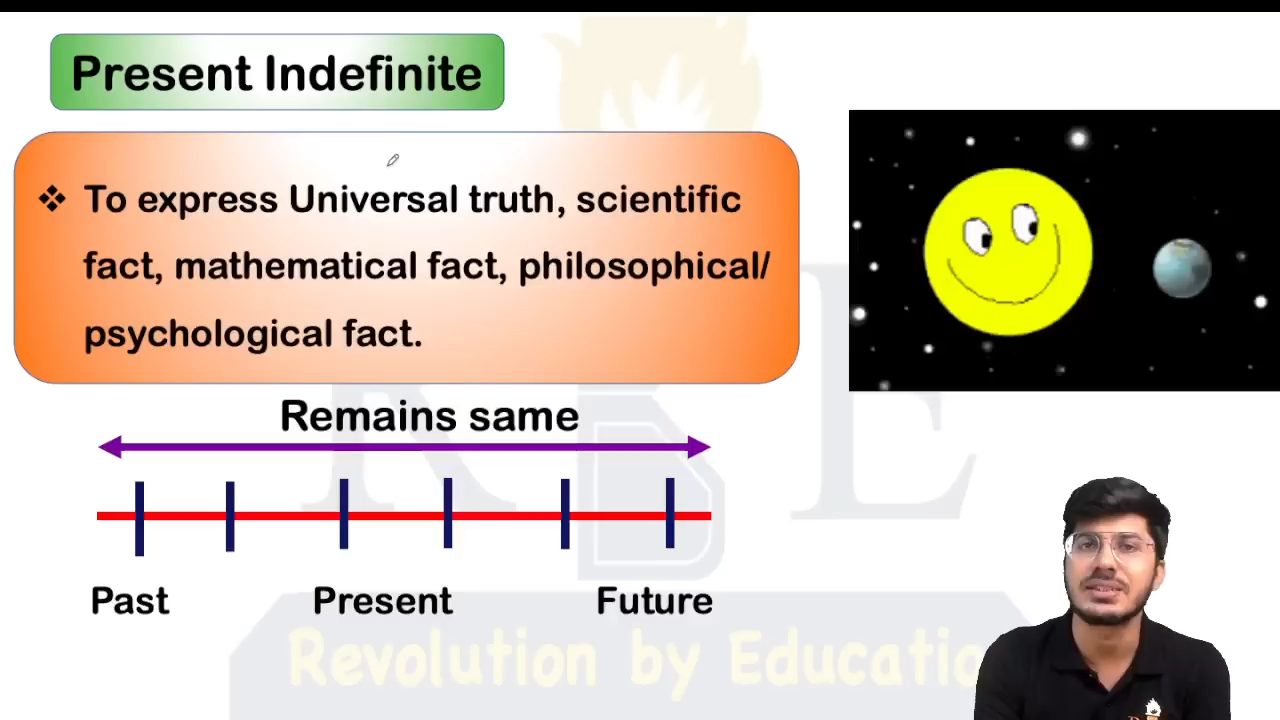 Present Indefinite
❖ To express Universal truth, scientific
fact, mathematical fact, philosophical/
psychological fact.
Remains same
Past Present Future
R B E
Revolution by Educatio